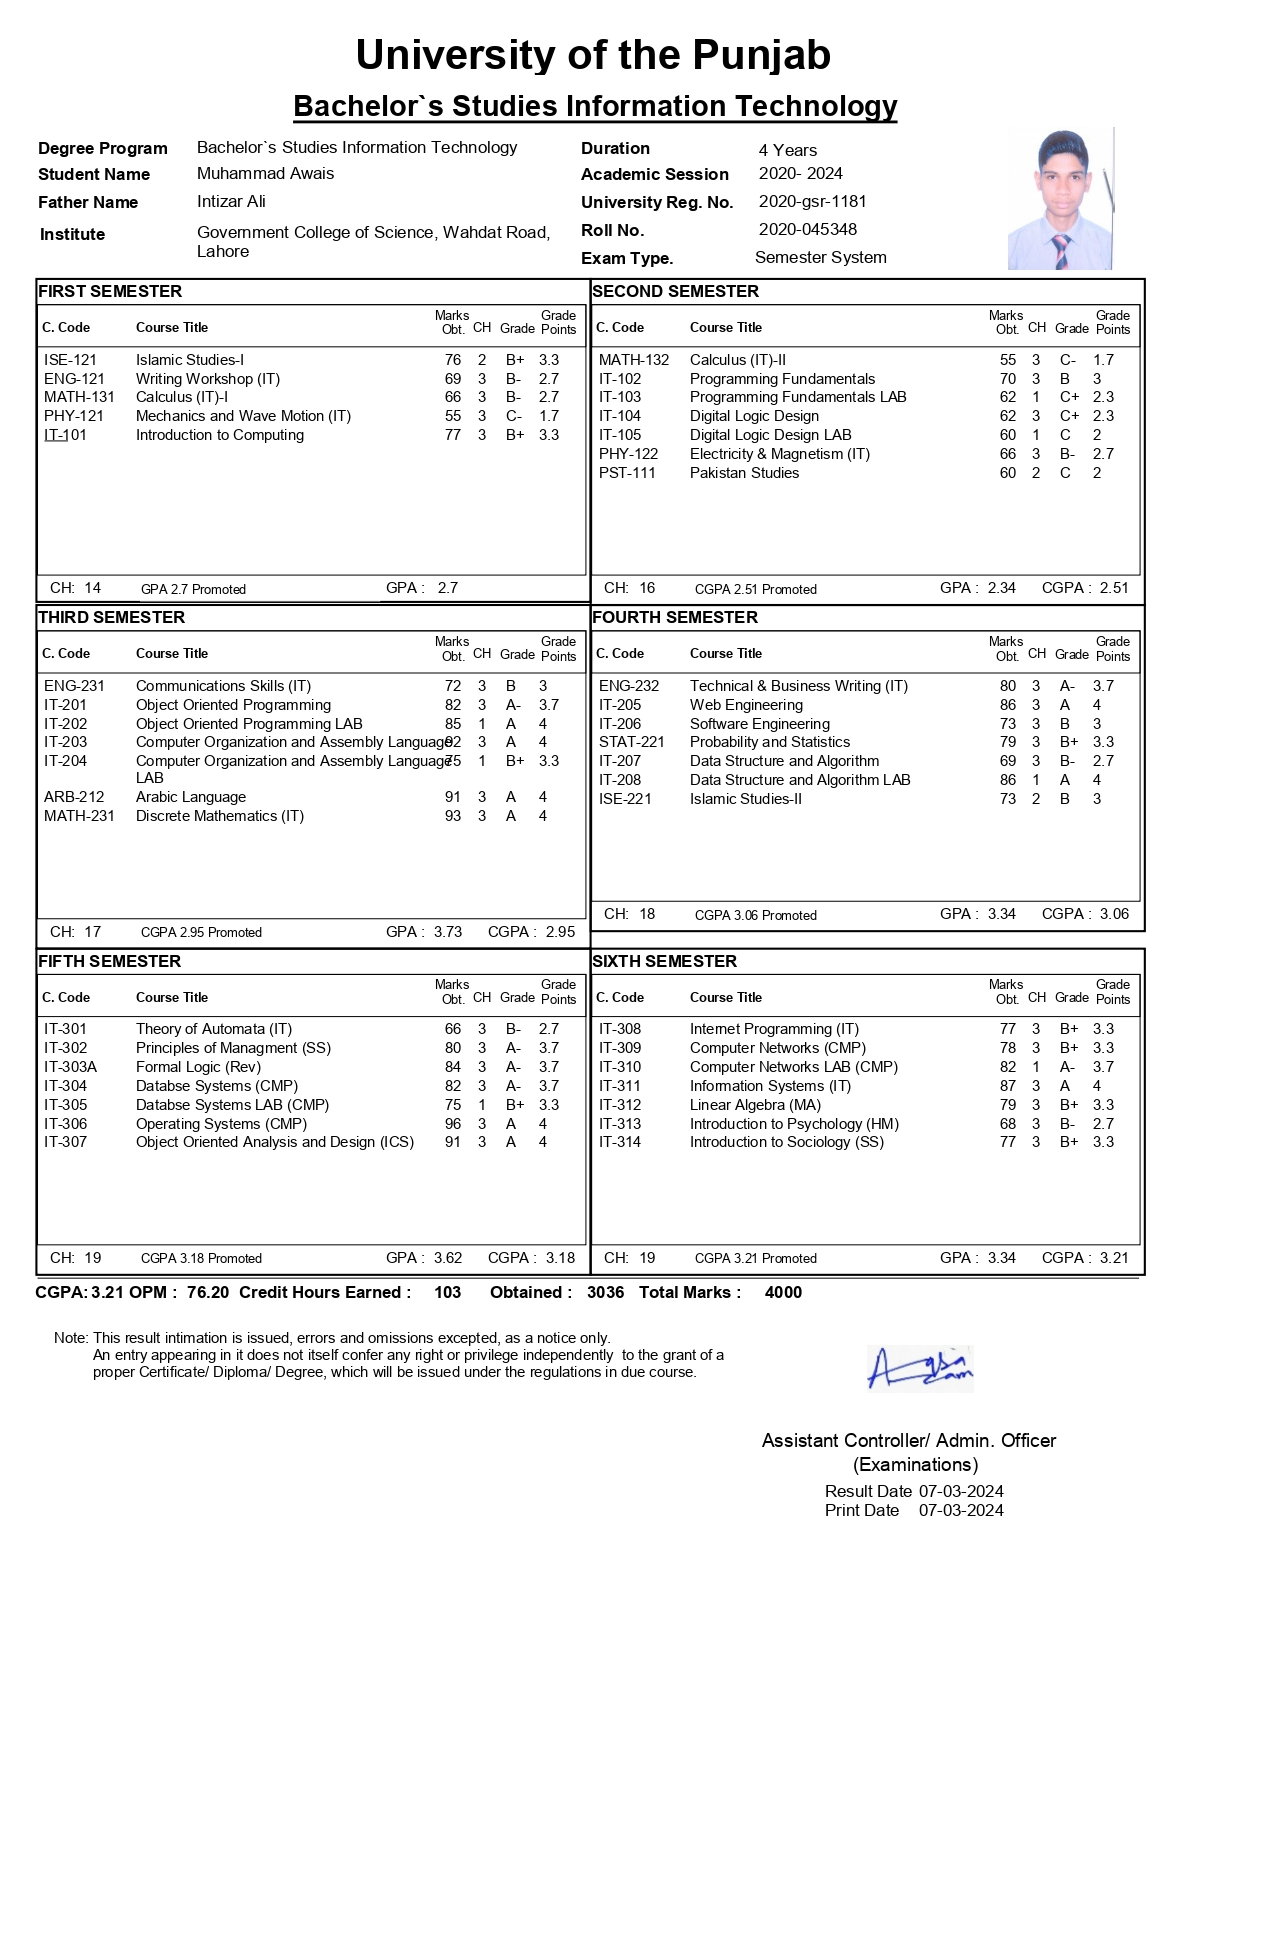 University of the Punjab
Bachelor`s Studies Information Technology
Degree Program Bachelor`s Studies Information Technology
Student Name Muhammad Awais
Father Name Intizar Ali
Institute Government College of Science, Wahdat Road,
Lahore
Duration 4 Years
Academic Session 2020- 2024
University Reg. No. 2020-gsr-1181
Roll No. 2020-045348
Exam Type. Semester System
FIRST SEMESTER
C. Code Course Title Marks Obt. CH Grade Grade Points
ISE-121 Islamic Studies-I 76 2 B+ 3.3
ENG-121 Writing Workshop (IT) 69 3 B- 2.7
MATH-131 Calculus (IT)-I 66 3 B- 2.7
PHY-121 Mechanics and Wave Motion (IT) 55 3 C- 1.7
IT-101 Introduction to Computing 77 3 B+ 3.3
CH: 14 GPA 2.7 Promoted GPA : 2.7
SECOND SEMESTER
C. Code Course Title Marks Obt. CH Grade Grade Points
MATH-132 Calculus (IT)-II 55 3 C- 1.7
IT-102 Programming Fundamentals 70 3 B 3
IT-103 Programming Fundamentals LAB 62 1 C+ 2.3
IT-104 Digital Logic Design 62 3 C+ 2.3
IT-105 Digital Logic Design LAB 60 1 C 2
PHY-122 Electricity & Magnetism (IT) 66 3 B- 2.7
PST-111 Pakistan Studies 60 2 C 2
CH: 16 CGPA 2.51 Promoted GPA : 2.34 CGPA : 2.51
THIRD SEMESTER
C. Code Course Title Marks Obt. CH Grade Grade Points
ENG-231 Communications Skills (IT) 72 3 B 3
IT-201 Object Oriented Programming 82 3 A- 3.7
IT-202 Object Oriented Programming LAB 85 1 A 4
IT-203 Computer Organization and Assembly Language 92 3 A 4
IT-204 Computer Organization and Assembly Language 75 1 B+ 3.3
LAB
ARB-212 Arabic Language 91 3 A 4
MATH-231 Discrete Mathematics (IT) 93 3 A 4
CH: 17 CGPA 2.95 Promoted GPA : 3.73 CGPA : 2.95
FOURTH SEMESTER
C. Code Course Title Marks Obt. CH Grade Grade Points
ENG-232 Technical & Business Writing (IT) 80 3 A- 3.7
IT-205 Web Engineering 86 3 A 4
IT-206 Software Engineering 73 3 B 3
STAT-221 Probability and Statistics 79 3 B+ 3.3
IT-207 Data Structure and Algorithm 69 3 B- 2.7
IT-208 Data Structure and Algorithm LAB 86 1 A 4
ISE-221 Islamic Studies-II 73 2 B 3
CH: 18 CGPA 3.06 Promoted GPA : 3.34 CGPA : 3.06
FIFTH SEMESTER
C. Code Course Title Marks Obt. CH Grade Grade Points
IT-301 Theory of Automata (IT) 66 3 B- 2.7
IT-302 Principles of Managment (SS) 80 3 A- 3.7
IT-303A Formal Logic (Rev) 84 3 A- 3.7
IT-304 Databse Systems (CMP) 82 3 A- 3.7
IT-305 Databse Systems LAB (CMP) 75 1 B+ 3.3
IT-306 Operating Systems (CMP) 96 3 A 4
IT-307 Object Oriented Analysis and Design (ICS) 91 3 A 4
CH: 19 CGPA 3.18 Promoted GPA : 3.62 CGPA : 3.18
SIXTH SEMESTER
C. Code Course Title Marks Obt. CH Grade Grade Points
IT-308 Internet Programming (IT) 77 3 B+ 3.3
IT-309 Computer Networks (CMP) 78 3 B+ 3.3
IT-310 Computer Networks LAB (CMP) 82 1 A- 3.7
IT-311 Information Systems (IT) 87 3 A 4
IT-312 Linear Algebra (MA) 79 3 B+ 3.3
IT-313 Introduction to Psychology (HM) 68 3 B- 2.7
IT-314 Introduction to Sociology (SS) 77 3 B+ 3.3
CH: 19 CGPA 3.21 Promoted GPA : 3.34 CGPA : 3.21
CGPA: 3.21 OPM : 76.20 Credit Hours Earned : 103 Obtained : 3036 Total Marks : 4000
Note: This result intimation is issued, errors and omissions excepted, as a notice only.
An entry appearing in it does not itself confer any right or privilege independently to the grant of a
proper Certificate/ Diploma/ Degree, which will be issued under the regulations in due course.
Assistant Controller/ Admin. Officer
(Examinations)
Result Date 07-03-2024
Print Date 07-03-2024